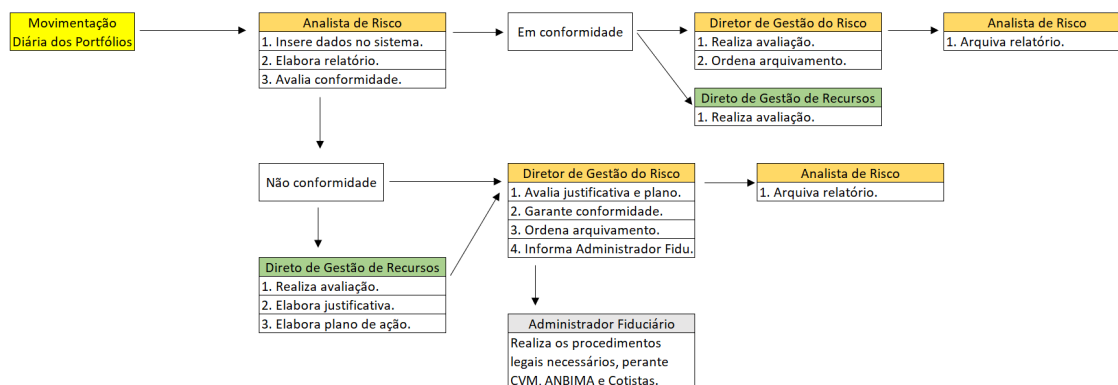 Movimentação
Diária dos Portfólios
Analista de Risco
1. Insere dados no sistema.
2. Elabora relatório.
3. Avalia conformidade.
Em conformidade
Diretor de Gestão do Risco
1. Realiza avaliação.
2. Ordena arquivamento.
Analista de Risco
1. Arquiva relatório.
Direto de Gestão de Recursos
1. Realiza avaliação.
Não conformidade
Diretor de Gestão do Risco
1. Avalia justificativa e plano.
2. Garante conformidade.
3. Ordena arquivamento.
4. Informa Administrador Fidu.
Analista de Risco
1. Arquiva relatório.
Direto de Gestão de Recursos
1. Realiza avaliação.
2. Elabora justificativa.
3. Elabora plano de ação.
Administrador Fiduciário
Realiza os procedimentos
legais necessários, perante
CVM, ANBIMA e Cotistas.